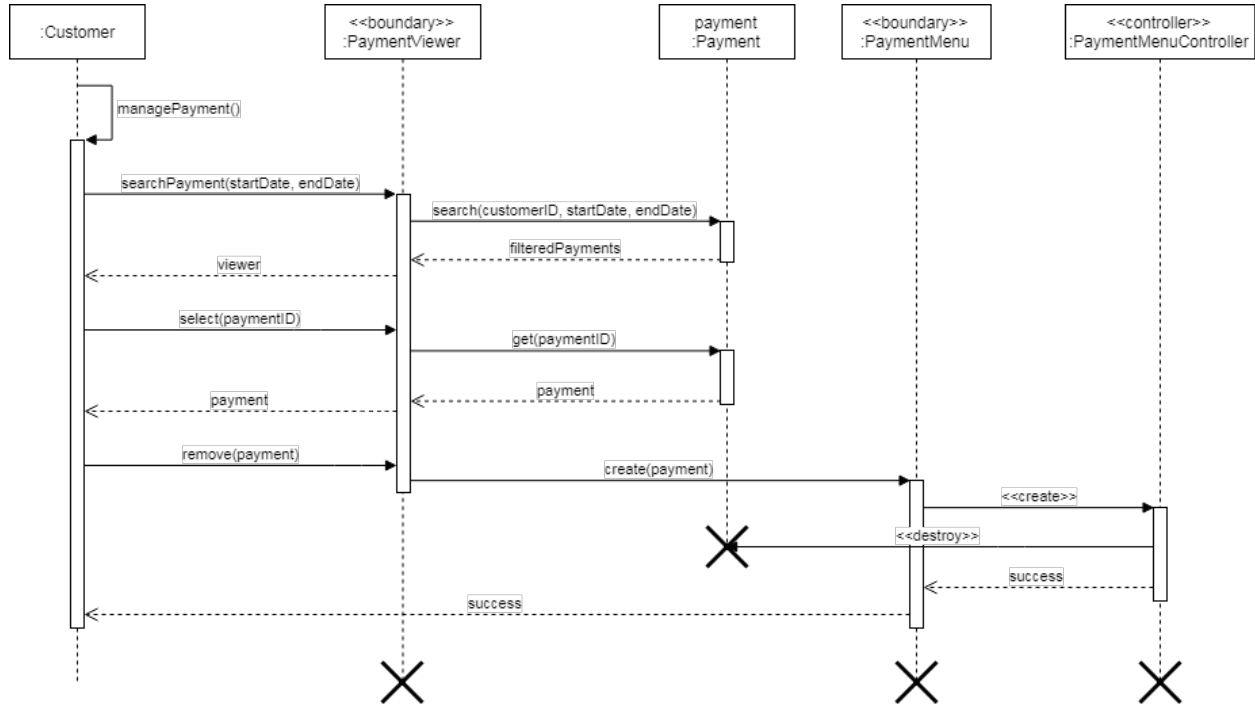 :Customer
<<boundary>>
:PaymentViewer
payment
:Payment
<<boundary>>
:PaymentMenu
<<controller>>
:PaymentMenuController
managePayment()
searchPayment(startDate, endDate)
search(customerID, startDate, endDate)
filteredPayments
viewer
select(paymentID)
get(paymentID)
payment
payment
remove(payment)
create(payment)
<<create>>
<<destroy>>
success
success